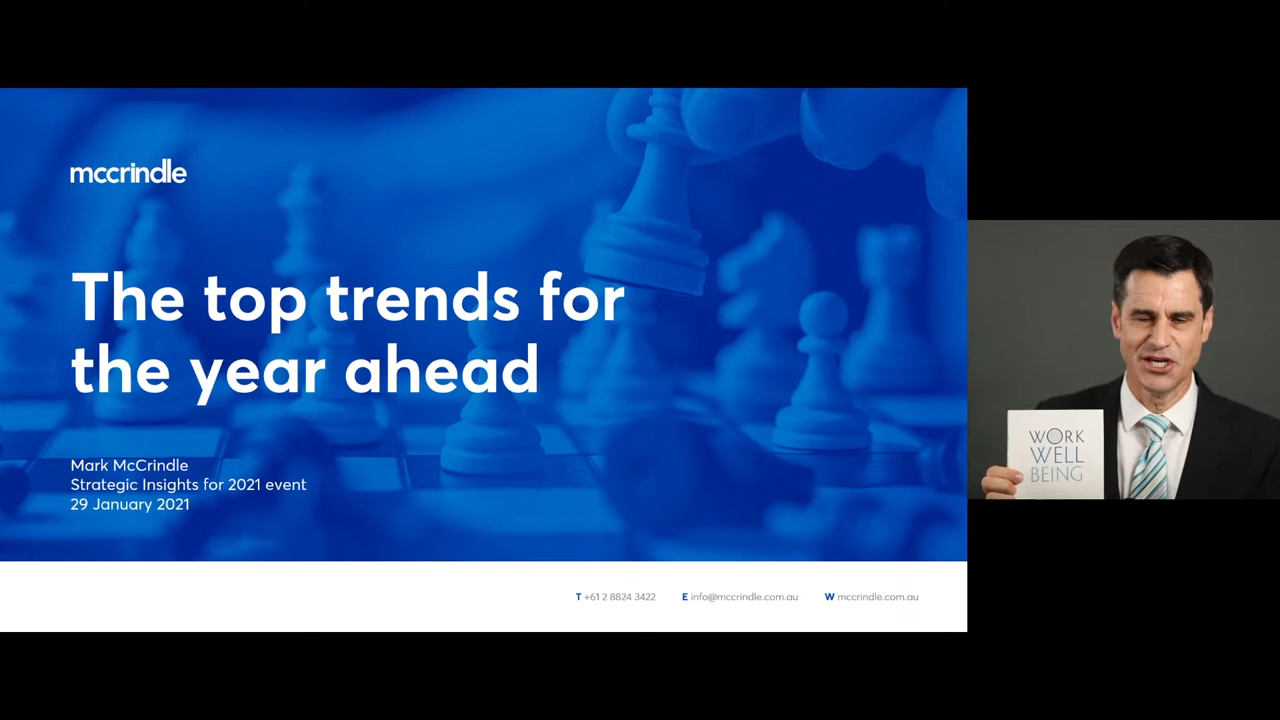 mccrindle
The top trends for
the year ahead
Mark McCrindle
Strategic Insights for 2021 event
29 January 2021
T +61 2 8824 3422 E info@mccrindle.com.au W mccrindle.com.au
WORK
WELL
BEING